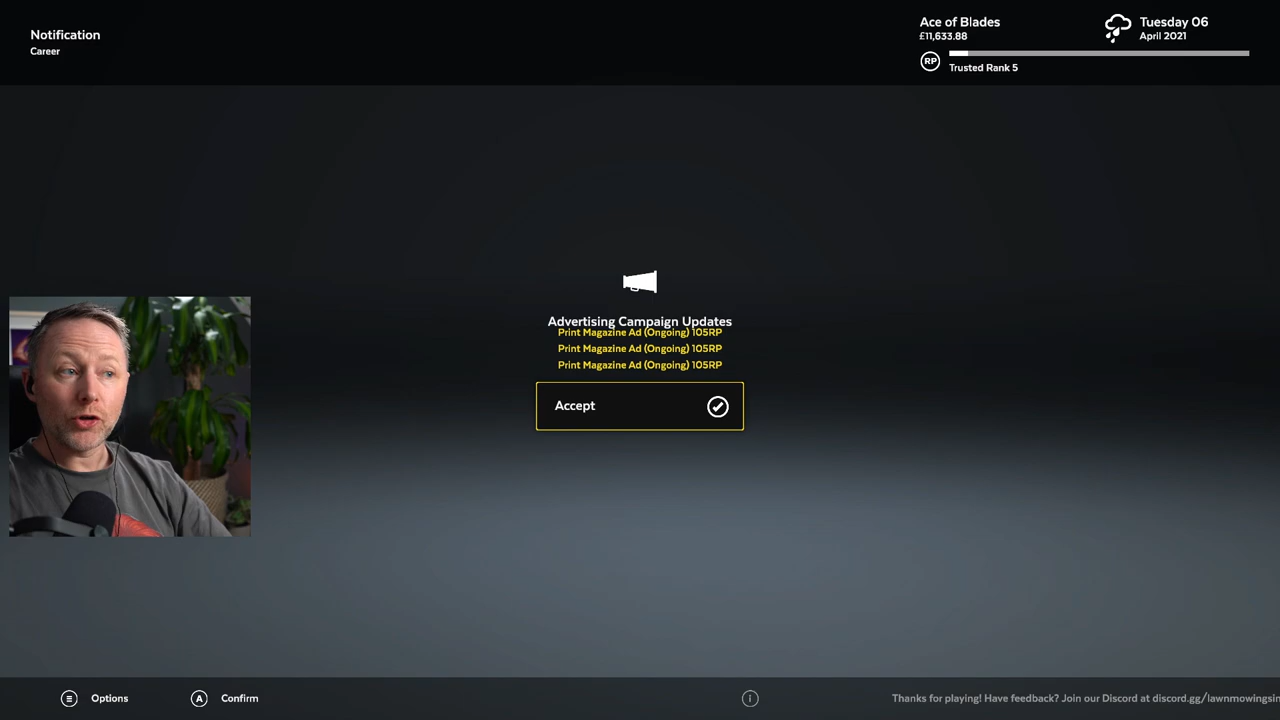 Notification
Career
Ace of Blades
£11,633.88
Tuesday 06
April 2021
RP
Trusted Rank 5
Advertising Campaign Updates
Print Magazine Ad (Ongoing) 105RP
Print Magazine Ad (Ongoing) 105RP
Print Magazine Ad (Ongoing) 105RP
Accept
Options
A Confirm
i
Thanks for playing! Have feedback? Join our Discord at discord.gg/lawnmowingsin